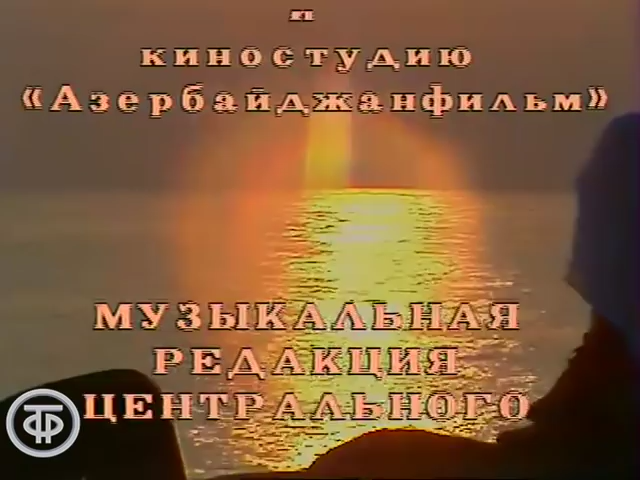 и
киностудию
«Азербайджанфильм»
МУЗЫКАЛЬНАЯ
РЕДАКЦИЯ
ЦЕНТРАЛЬНОГО